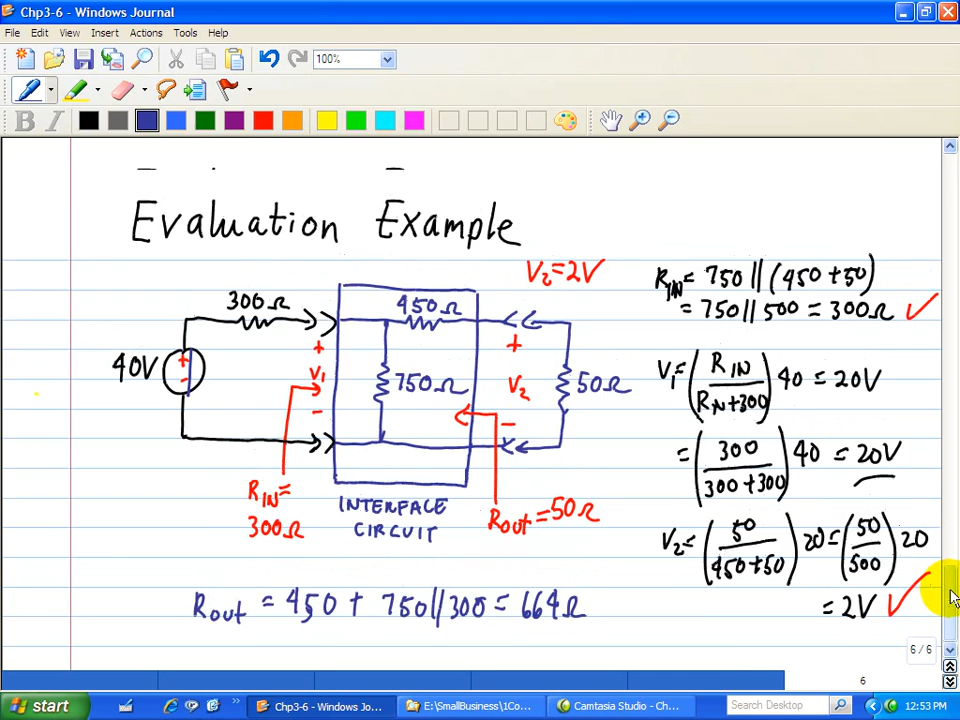 Chp3-6 - Windows Journal
File Edit View Insert Actions Tools Help
100%
B I
Evaluation Example
V2=2V
300Ω
450Ω
40V
+
-
+
V1
-
750Ω
+
V2
-
50Ω
RIN=
300Ω
INTERFACE
CIRCUIT
Rout=50Ω
Rout = 450 + 750||300 = 664Ω
RIN= 750 || (450+50)
= 750||500 = 300Ω ✓
V1= (RIN / RIN+300) 40 = 20V
= (300 / 300+300) 40 = 20V
V2= (50 / 450+50) 20 = (50 / 500) 20
= 2V ✓
6 / 6
6
start
Chp3-6 - Windows Jo...
E:\SmallBusiness\1Co...
Camtasia Studio - Ch...
Search Desktop
12:53 PM